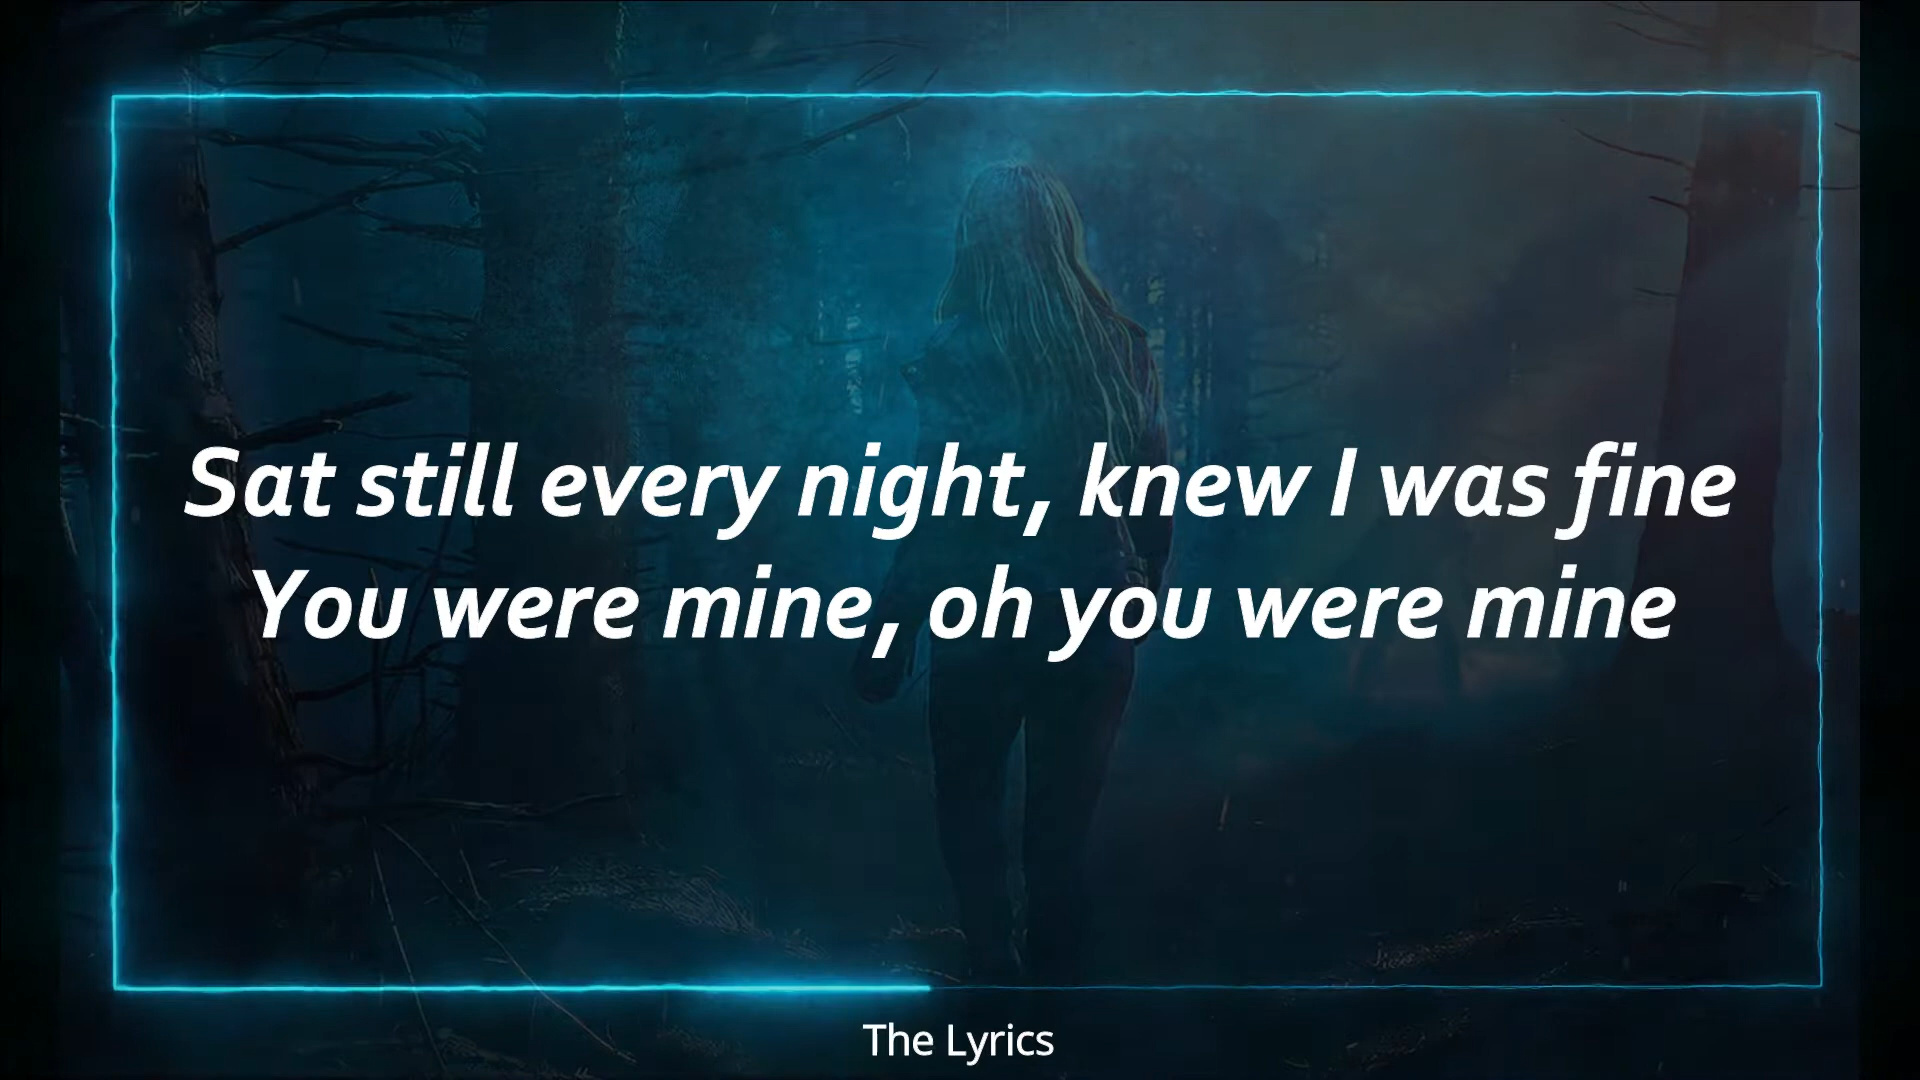 Sat still every night, knew I was fine
You were mine, oh you were mine
The Lyrics